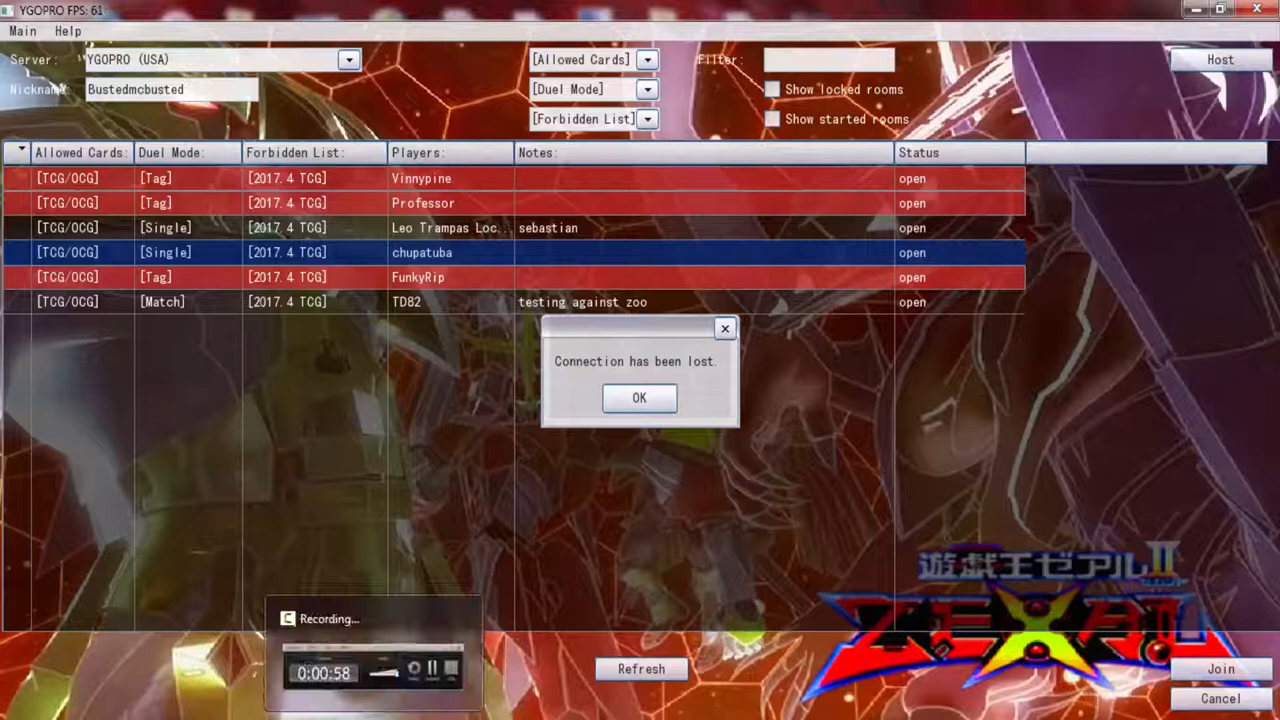 YGOPRO FPS: 61
Main Help
Server: YGOPRO (USA) [Allowed Cards] Filter: Host
Nickname: Bustedmcbusted [Duel Mode] Show locked rooms
[Forbidden List] Show started rooms
Allowed Cards: Duel Mode: Forbidden List: Players: Notes: Status
[TCG/OCG] [Tag] [2017. 4 TCG] Vinnypine open
[TCG/OCG] [Tag] [2017. 4 TCG] Professor open
[TCG/OCG] [Single] [2017. 4 TCG] Leo Trampas Loc... sebastian open
[TCG/OCG] [Single] [2017. 4 TCG] chupatuba open
[TCG/OCG] [Tag] [2017. 4 TCG] FunkyRip open
[TCG/OCG] [Match] [2017. 4 TCG] TD82 testing against zoo open
Connection has been lost.
OK
遊戯王ゼアルII
ZEXAL
Recording...
0:00:58
Refresh
Join
Cancel